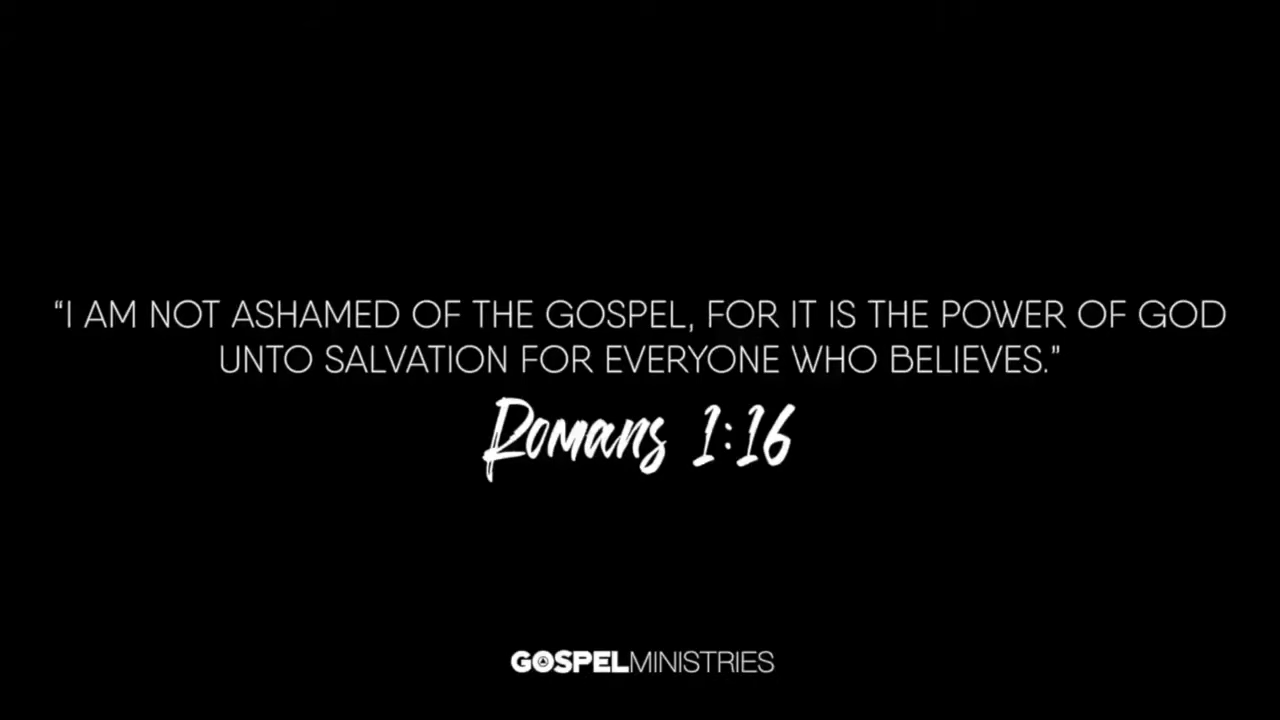 “I AM NOT ASHAMED OF THE GOSPEL, FOR IT IS THE POWER OF GOD
UNTO SALVATION FOR EVERYONE WHO BELIEVES.”
Romans 1:16
GOSPELMINISTRIES